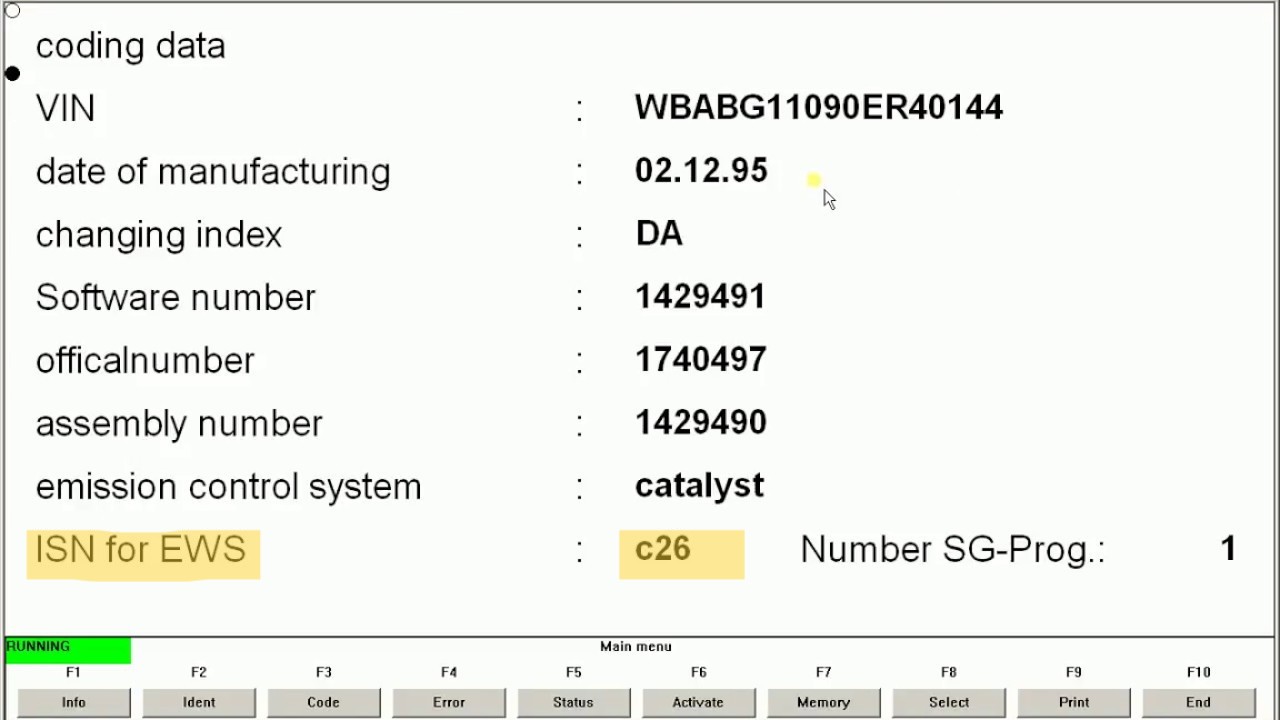 coding data
VIN : WBABG11090ER40144
date of manufacturing : 02.12.95
changing index : DA
Software number : 1429491
officalnumber : 1740497
assembly number : 1429490
emission control system : catalyst
ISN for EWS : c26 Number SG-Prog.: 1
RUNNING Main menu
F1 F2 F3 F4 F5 F6 F7 F8 F9 F10
Info Ident Code Error Status Activate Memory Select Print End